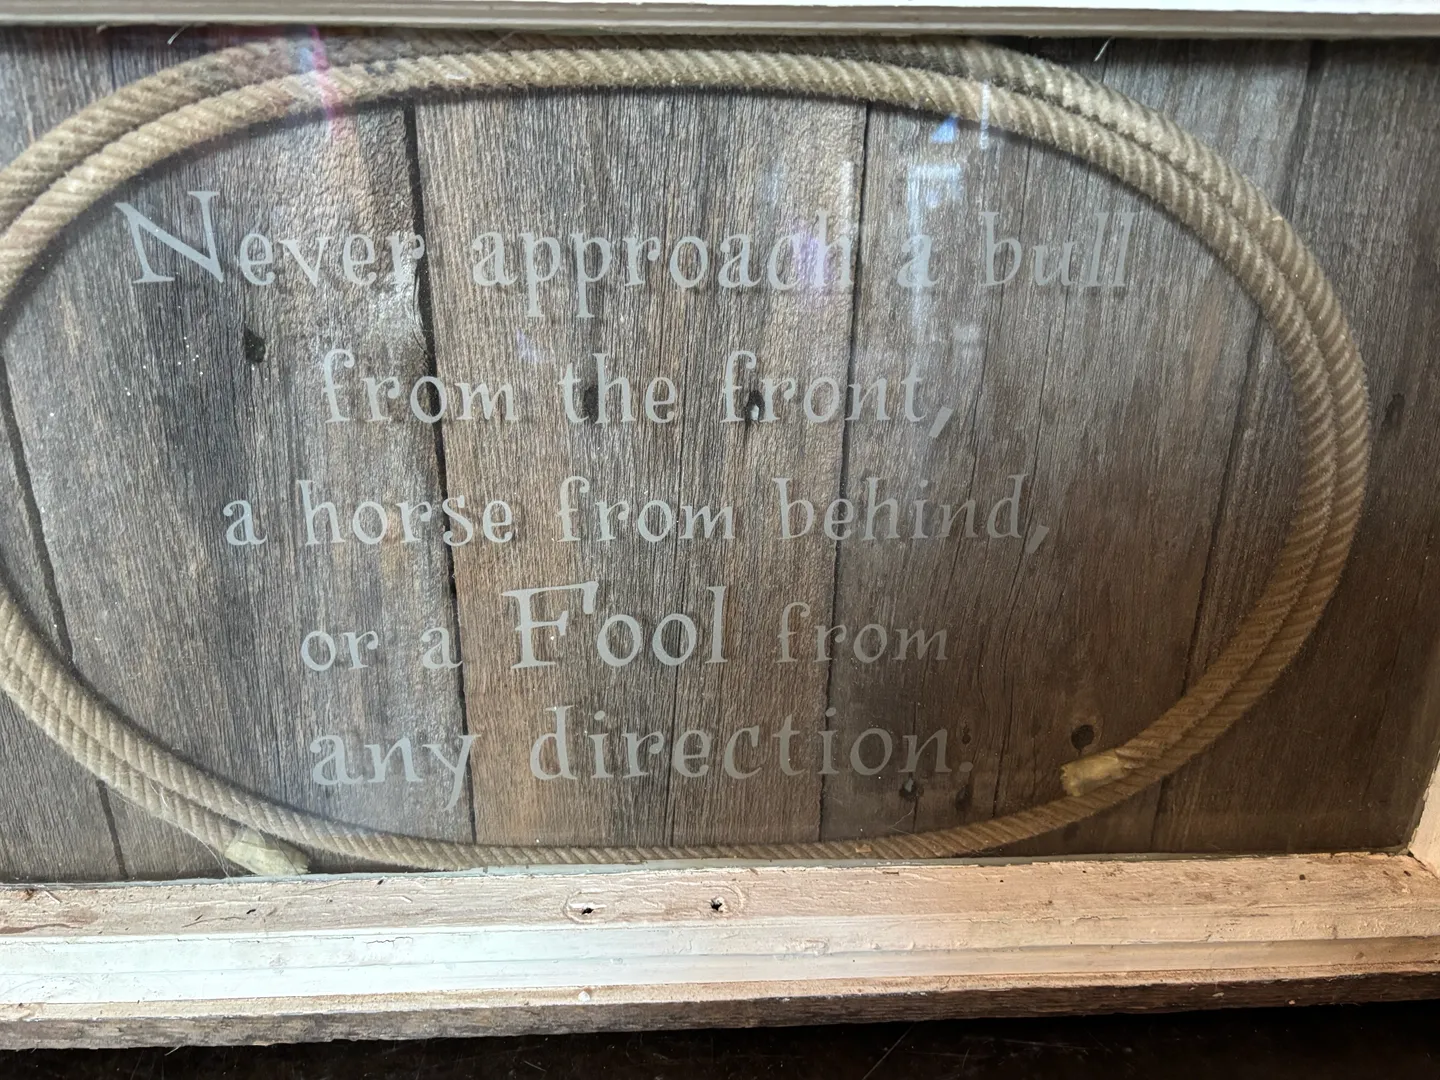 Never approach a bull
from the front,
a horse from behind,
or a Fool from
any direction.